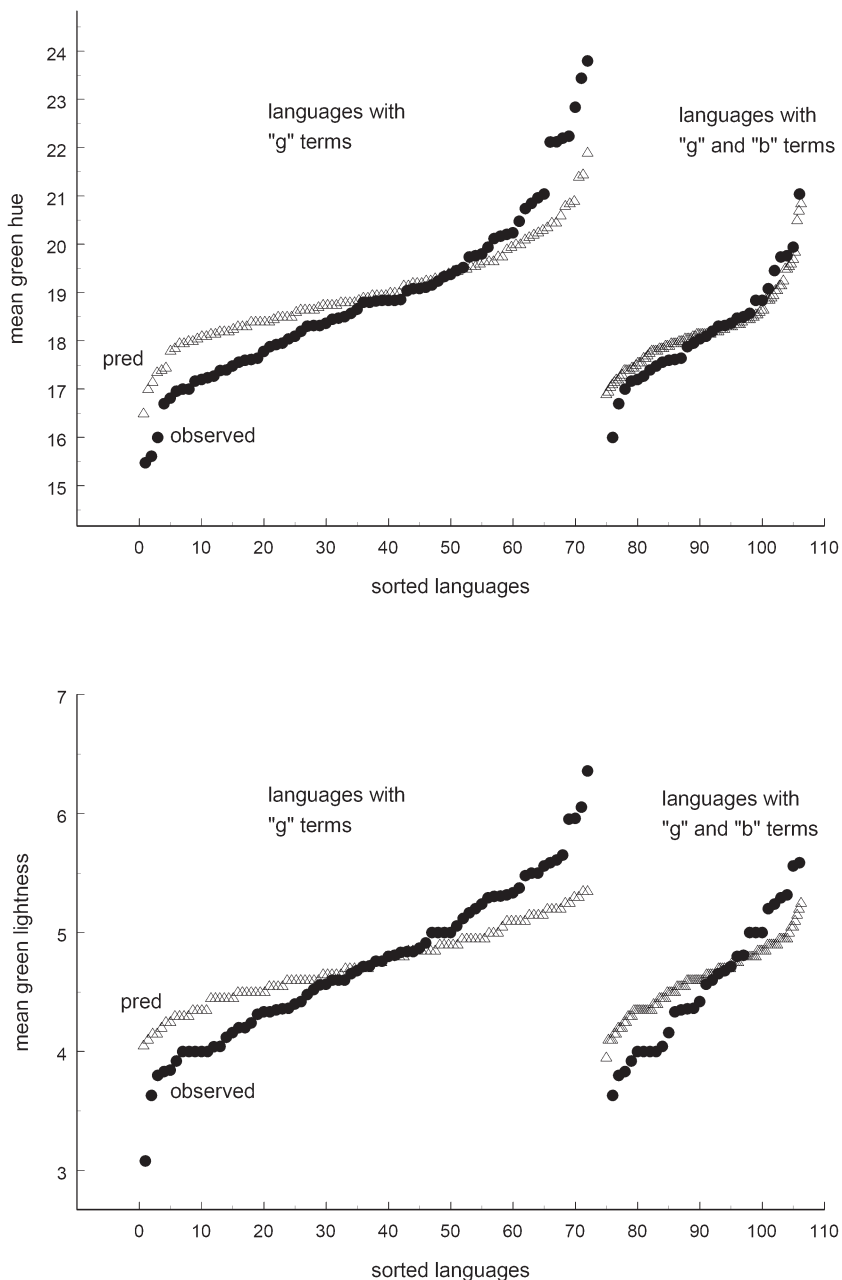 24
languages with
"g" terms
languages with
"g" and "b" terms
23
22
21
20
19
18
17
16
15
mean green hue
pred
observed
0 10 20 30 40 50 60 70 80 90 100 110
sorted languages
7
languages with
"g" terms
languages with
"g" and "b" terms
6
5
4
3
mean green lightness
pred
observed
0 10 20 30 40 50 60 70 80 90 100 110
sorted languages